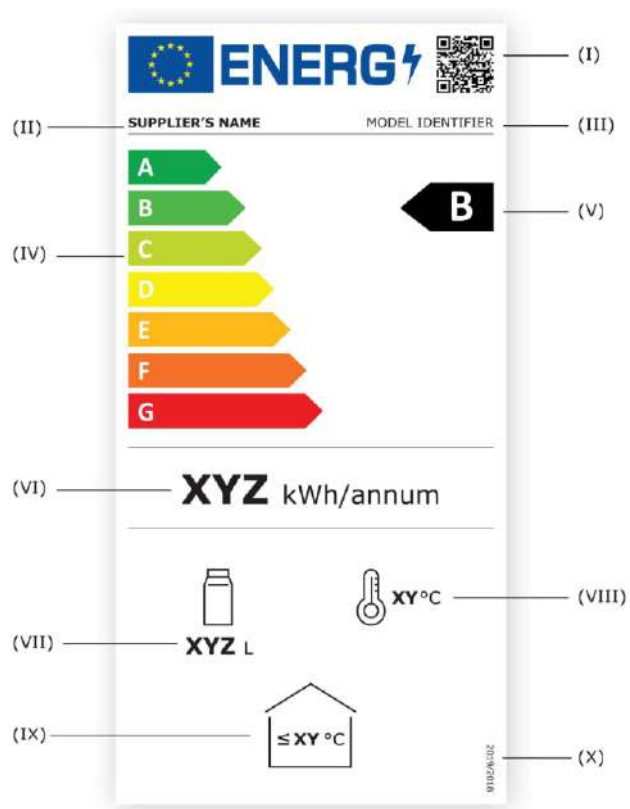 ENERG
(I)
(II) SUPPLIER'S NAME MODEL IDENTIFIER (III)
A
B B (V)
(IV) C
D
E
F
G
(VI) XYZ kWh/annum
XY°C (VIII)
(VII) XYZ L
(IX) ≤ XY °C
2019/2018 (X)